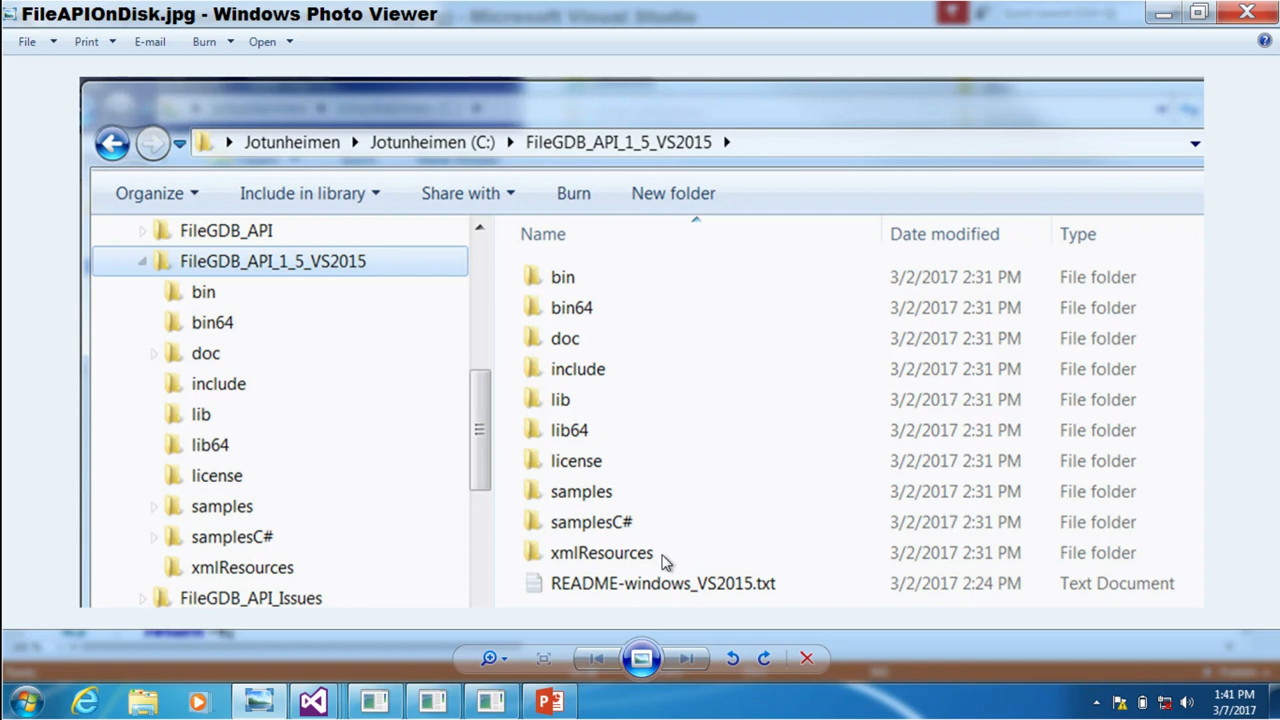 FileAPIOnDisk.jpg - Windows Photo Viewer
Microsoft Visual Studio
File Print E-mail Burn Open
Jotunheimen Jotunheimen (C:) FileGDB_API_1_5_VS2015
Organize Include in library Share with Burn New folder
FileGDB_API
FileGDB_API_1_5_VS2015
bin
bin64
doc
include
lib
lib64
license
samples
samplesC#
xmlResources
FileGDB_API_Issues
Name Date modified Type
bin 3/2/2017 2:31 PM File folder
bin64 3/2/2017 2:31 PM File folder
doc 3/2/2017 2:31 PM File folder
include 3/2/2017 2:31 PM File folder
lib 3/2/2017 2:31 PM File folder
lib64 3/2/2017 2:31 PM File folder
license 3/2/2017 2:31 PM File folder
samples 3/2/2017 2:31 PM File folder
samplesC# 3/2/2017 2:31 PM File folder
xmlResources 3/2/2017 2:31 PM File folder
README-windows_VS2015.txt 3/2/2017 2:24 PM Text Document
1:41 PM
3/7/2017